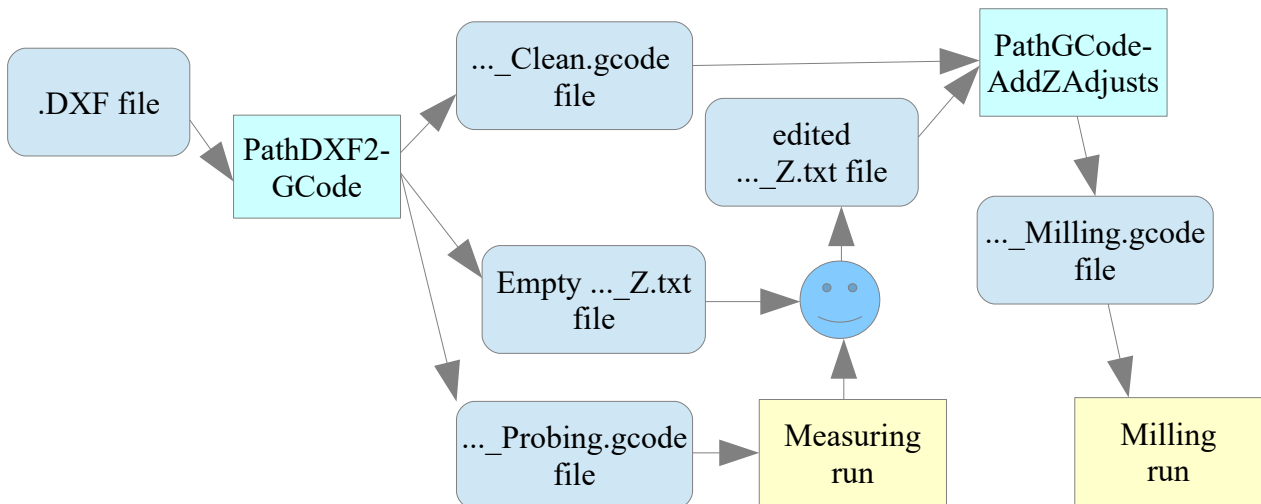 .DXF file
PathDXF2-
GCode
..._Clean.gcode
file
Empty ..._Z.txt
file
..._Probing.gcode
file
Measuring
run
edited
..._Z.txt file
PathGCode-
AddZAdjusts
..._Milling.gcode
file
Milling
run